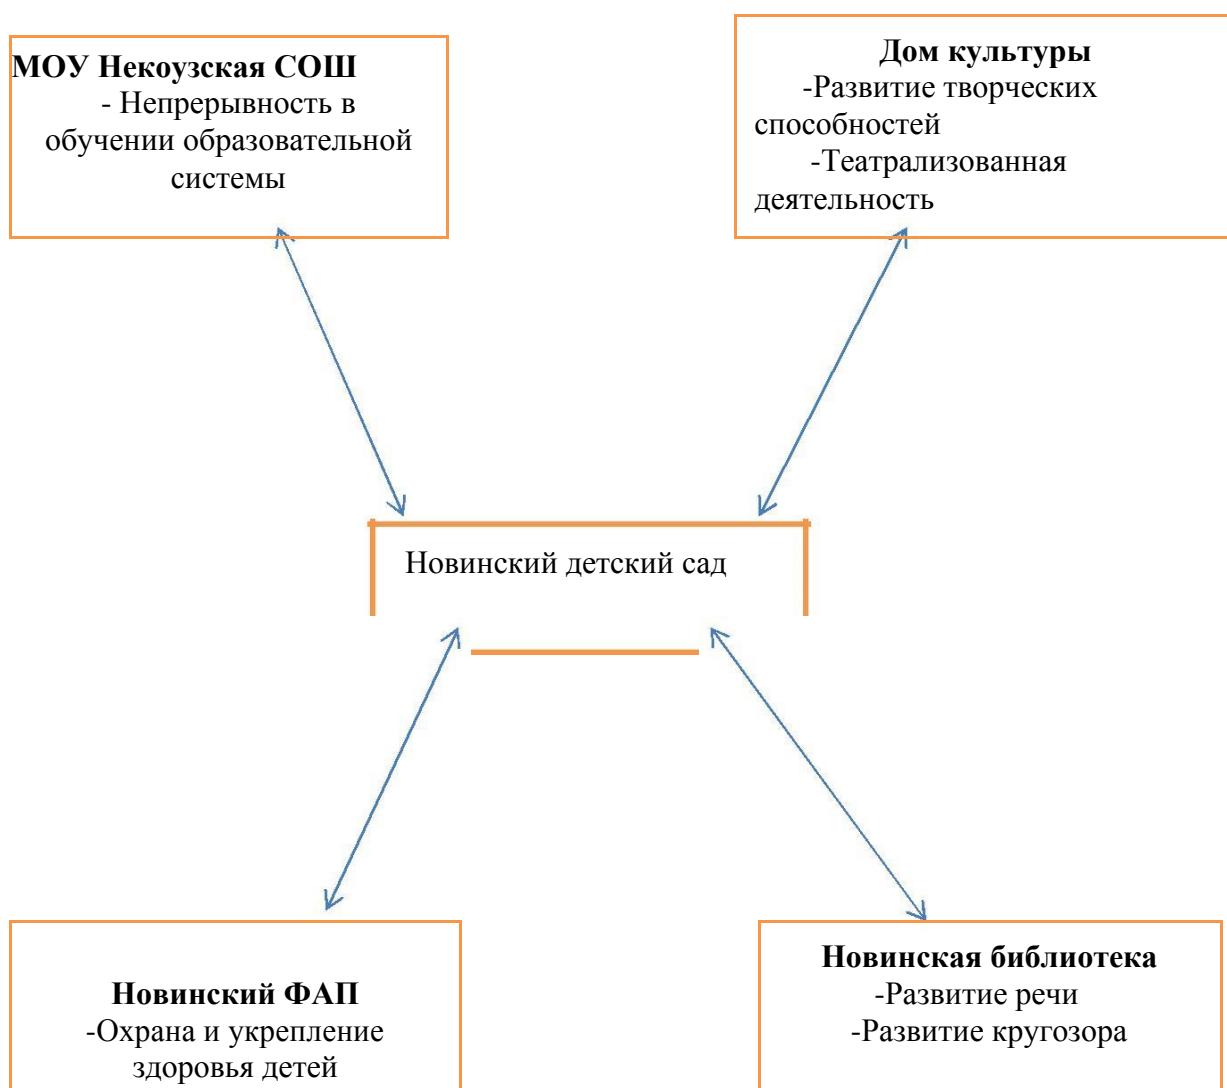 МОУ Некоузская СОШ
- Непрерывность в
обучении образовательной
системы
Дом культуры
-Развитие творческих
способностей
-Театрализованная
деятельность
Новинский детский сад
Новинский ФАП
-Охрана и укрепление
здоровья детей
Новинская библиотека
-Развитие речи
-Развитие кругозора